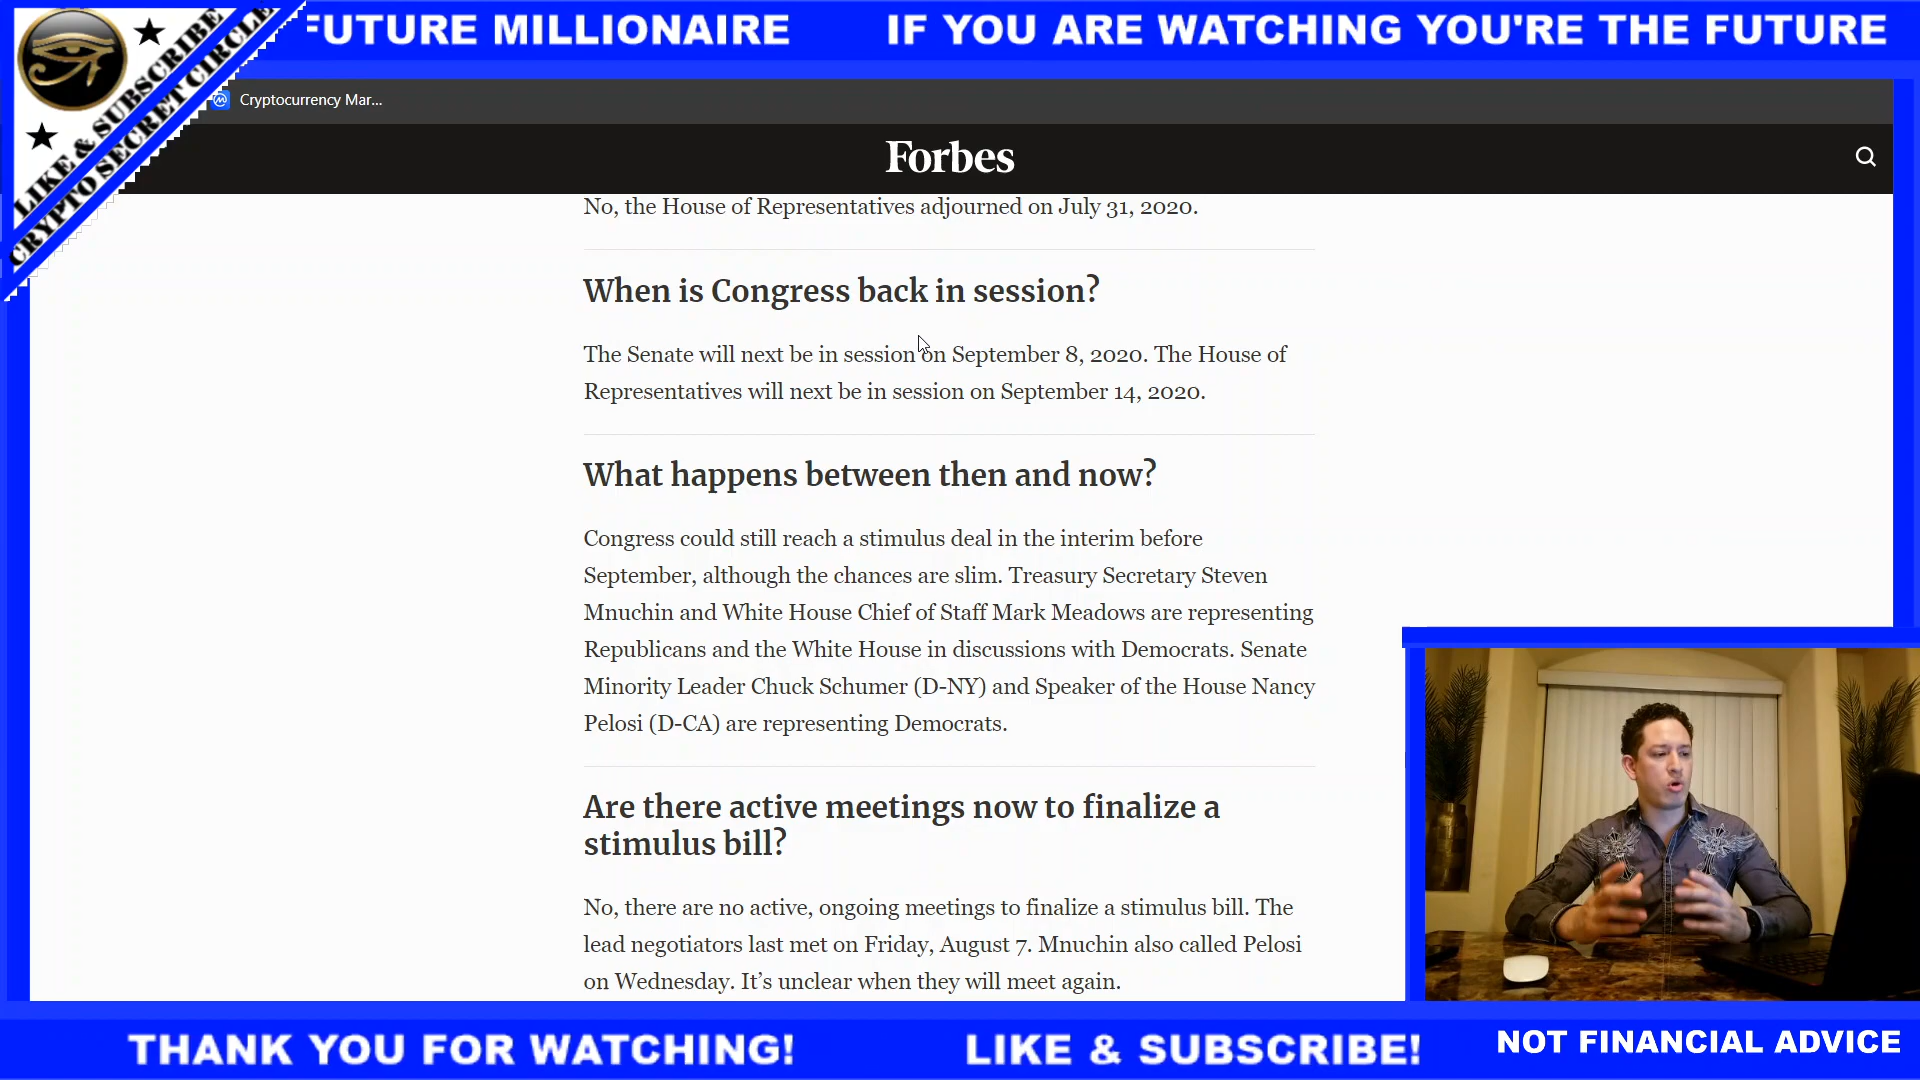 FUTURE MILLIONAIRE IF YOU ARE WATCHING YOU'RE THE FUTURE
LIKE & SUBSCRIBE
CRYPTO SECRET CIRCLE
Cryptocurrency Mar...
Forbes
No, the House of Representatives adjourned on July 31, 2020.
When is Congress back in session?
The Senate will next be in session on September 8, 2020. The House of
Representatives will next be in session on September 14, 2020.
What happens between then and now?
Congress could still reach a stimulus deal in the interim before
September, although the chances are slim. Treasury Secretary Steven
Mnuchin and White House Chief of Staff Mark Meadows are representing
Republicans and the White House in discussions with Democrats. Senate
Minority Leader Chuck Schumer (D-NY) and Speaker of the House Nancy
Pelosi (D-CA) are representing Democrats.
Are there active meetings now to finalize a
stimulus bill?
No, there are no active, ongoing meetings to finalize a stimulus bill. The
lead negotiators last met on Friday, August 7. Mnuchin also called Pelosi
on Wednesday. It's unclear when they will meet again.
THANK YOU FOR WATCHING! LIKE & SUBSCRIBE! NOT FINANCIAL ADVICE